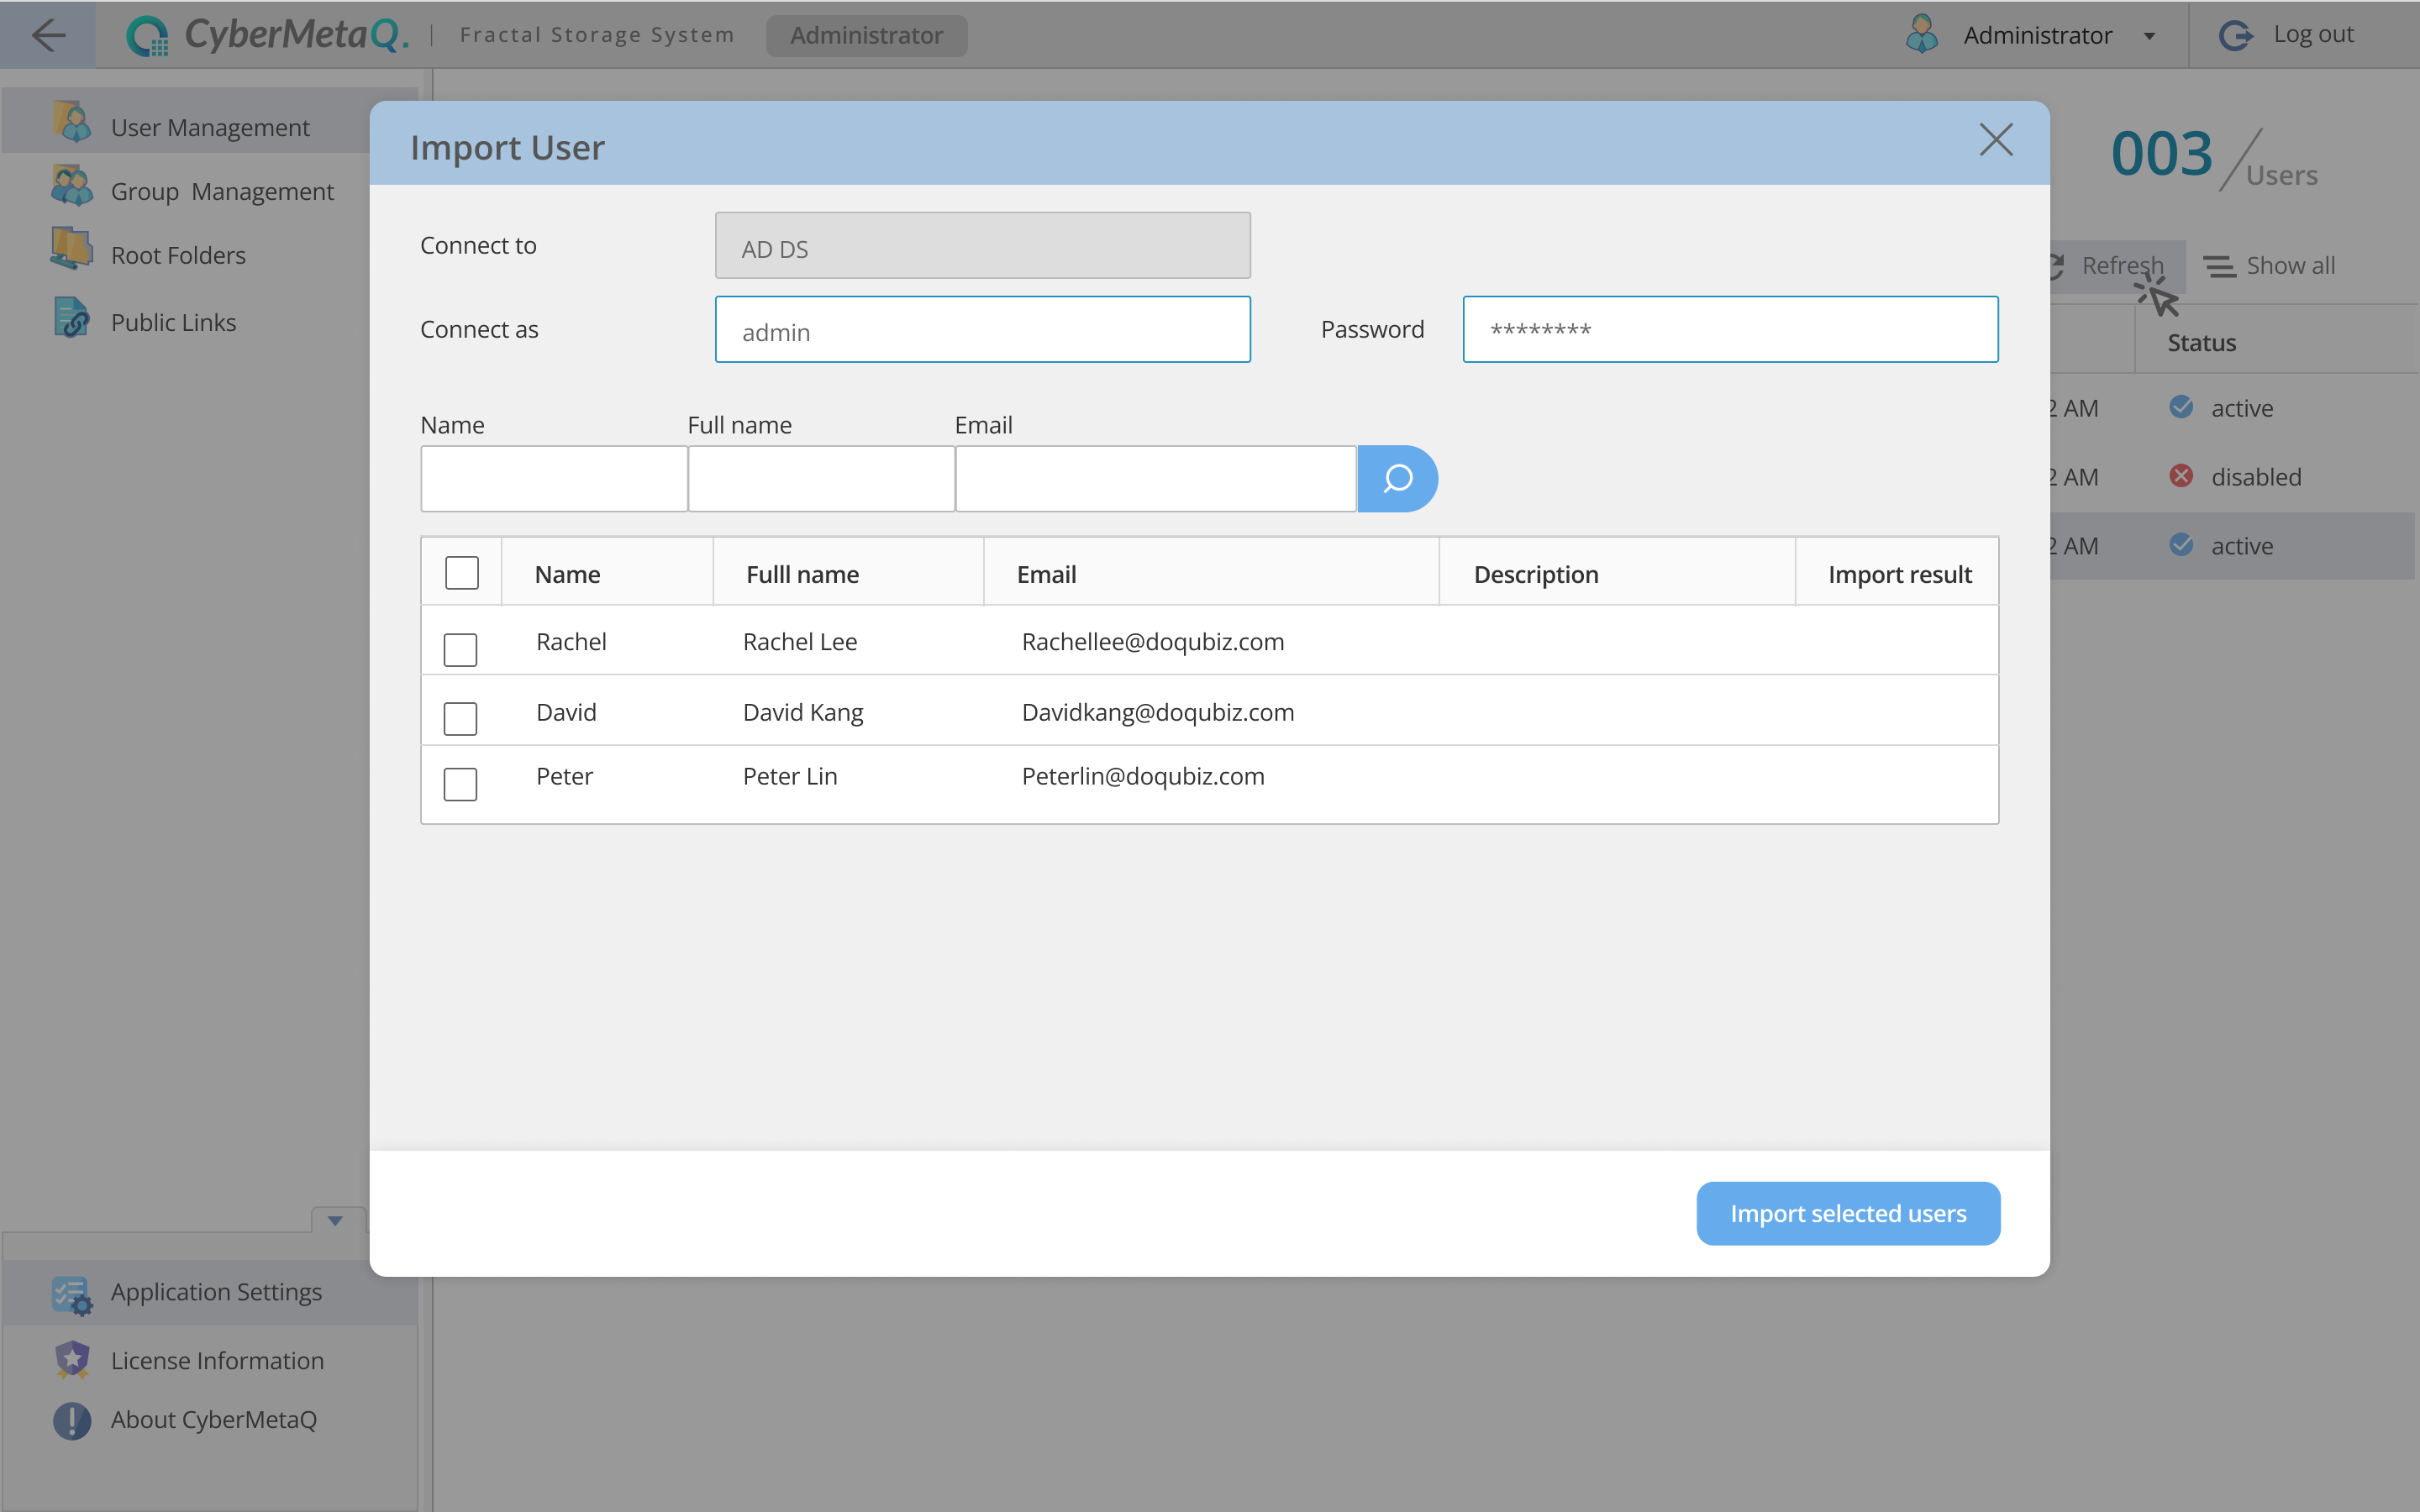 CyberMetaQ. | Fractal Storage System Administrator Administrator Log out
User Management
Group Management
Root Folders
Public Links
Import User
003 / Users
Connect to AD DS
Refresh Show all
Connect as admin Password ********
Status
Name Full name Email
2 AM active
2 AM disabled
2 AM active
Name Fulll name Email Description Import result
Rachel Rachel Lee Rachellee@doqubiz.com
David David Kang Davidkang@doqubiz.com
Peter Peter Lin Peterlin@doqubiz.com
Import selected users
Application Settings
License Information
About CyberMetaQ